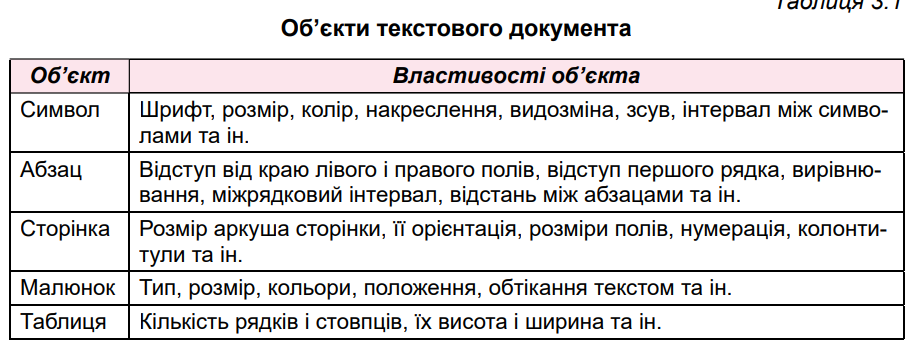 Таблиця 3.1
Об’єкти текстового документа
Об’єкт Властивості об’єкта
Символ Шрифт, розмір, колір, накреслення, видозміна, зсув, інтервал між симво-
лами та ін.
Абзац Відступ від краю лівого і правого полів, відступ першого рядка, вирівню-
вання, міжрядковий інтервал, відстань між абзацами та ін.
Сторінка Розмір аркуша сторінки, її орієнтація, розміри полів, нумерація, колонти-
тули та ін.
Малюнок Тип, розмір, кольори, положення, обтікання текстом та ін.
Таблиця Кількість рядків і стовпців, їх висота і ширина та ін.